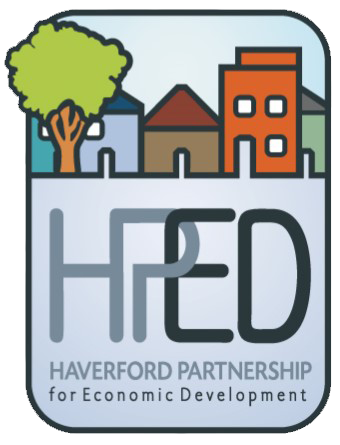 HPED
HAVERFORD PARTNERSHIP
for Economic Development